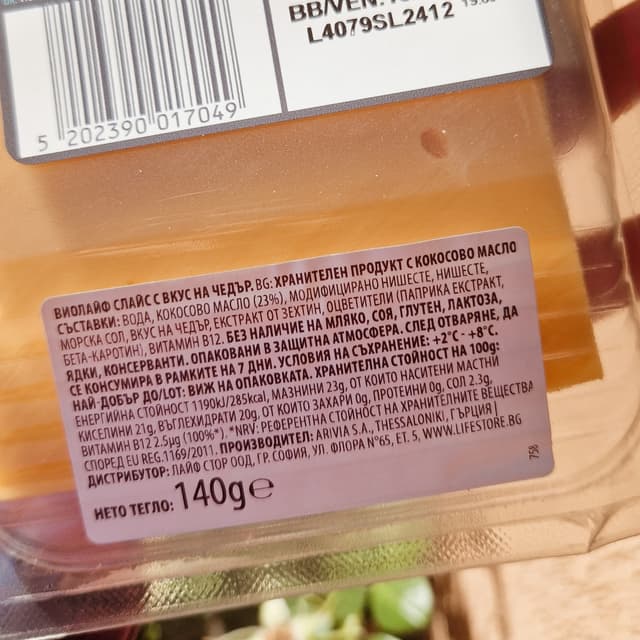 BB/VEN:
L4079SL2412
5 202390 017049
ВИОЛАЙФ СЛАЙС С ВКУС НА ЧЕДЪР. BG: ХРАНИТЕЛЕН ПРОДУКТ С КОКОСОВО МАСЛО
СЪСТАВКИ: ВОДА, КОКОСОВО МАСЛО (23%), МОДИФИЦИРАНО НИШЕСТЕ, НИШЕСТЕ,
МОРСКА СОЛ, ВКУС НА ЧЕДЪР, ЕКСТРАКТ ОТ ЗЕХТИН, ОЦВЕТИТЕЛИ (ПАПРИКА ЕКСТРАКТ,
БЕТА-КАРОТИН), ВИТАМИН B12. БЕЗ НАЛИЧИЕ НА МЛЯКО, СОЯ, ГЛУТЕН, ЛАКТОЗА,
ЯДКИ, КОНСЕРВАНТИ. ОПАКОВАНИ В ЗАЩИТНА АТМОСФЕРА. СЛЕД ОТВАРЯНЕ, ДА
СЕ КОНСУМИРА В РАМКИТЕ НА 7 ДНИ. УСЛОВИЯ НА СЪХРАНЕНИЕ: +2°C - +8°C.
НАЙ-ДОБЪР ДО/LOT: ВИЖ НА ОПАКОВКАТА. ХРАНИТЕЛНА СТОЙНОСТ НА 100g:
ЕНЕРГИЙНА СТОЙНОСТ 1190kJ/285kcal, МАЗНИНИ 23g, ОТ КОИТО НАСИТЕНИ МАСТНИ
КИСЕЛИНИ 21g, ВЪГЛЕХИДРАТИ 20g, ОТ КОИТО ЗАХАРИ 0g, ПРОТЕИНИ 0g, СОЛ 2.3g,
ВИТАМИН B12 2.5μg (100%*). *NRV: РЕФЕРЕНТНА СТОЙНОСТ НА ХРАНИТЕЛНИТЕ ВЕЩЕСТВА
СПОРЕД EU REG.1169/2011. ПРОИЗВОДИТЕЛ: ARIVIA S.A., THESSALONIKI, ГЪРЦИЯ |
ДИСТРИБУТОР: ЛАЙФ СТОР ООД, ГР. СОФИЯ, УЛ. ФЛОРА N°65, ЕТ. 5, WWW.LIFESTORE.BG
НЕТО ТЕГЛО: 140g℮
758